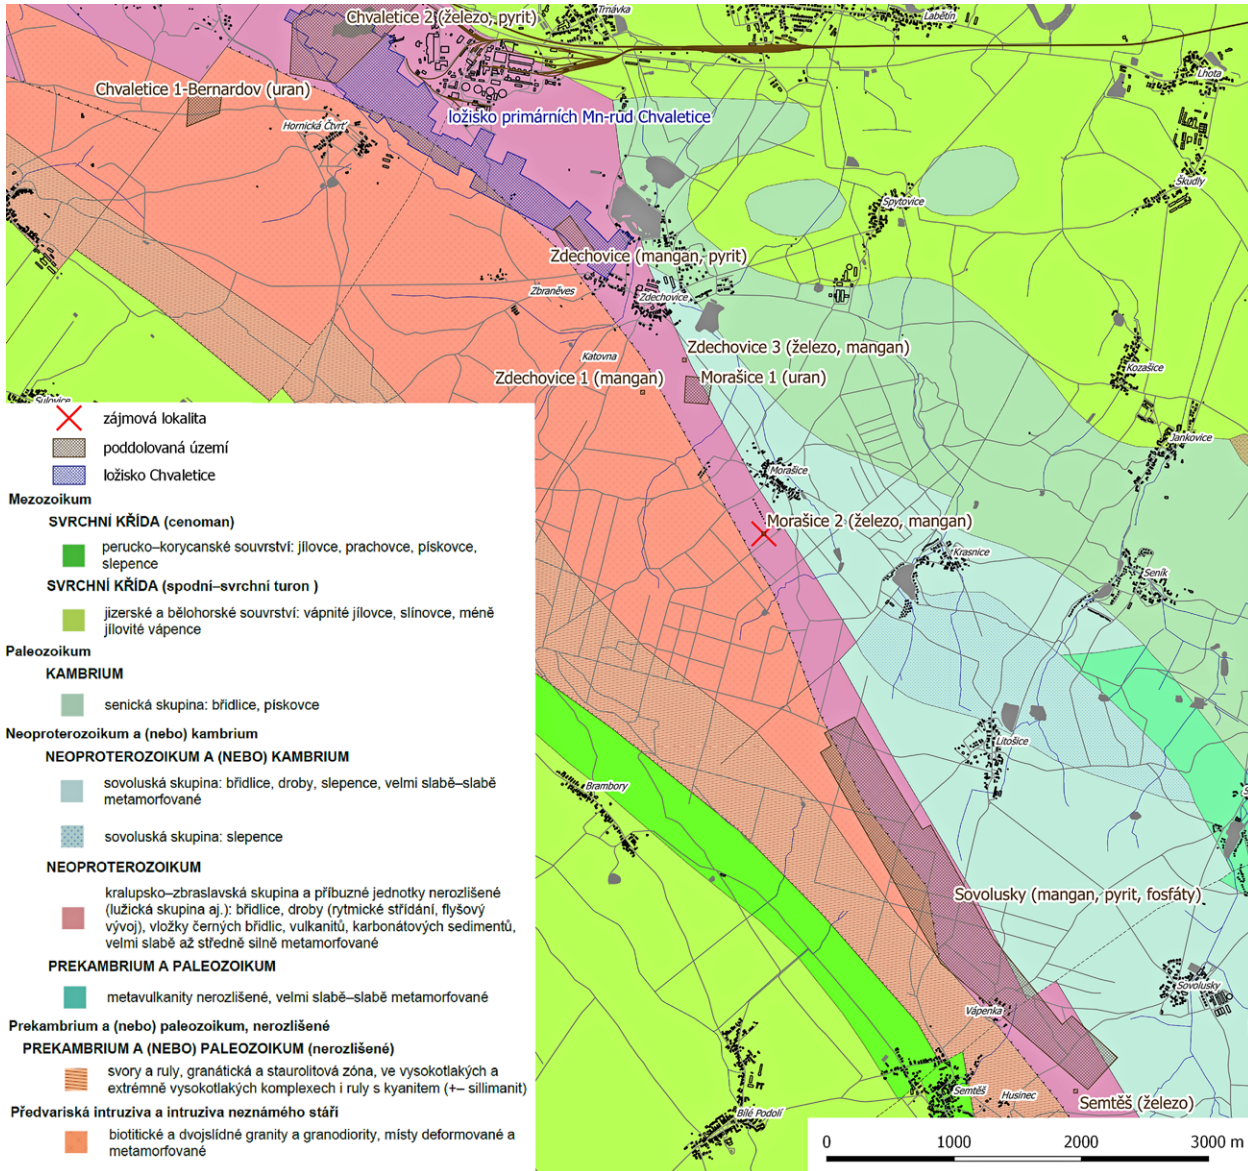 Chvaletice 2 (železo, pyrit)
Trnávka
Labětín
Lhota
Chvaletice 1-Bernardov (uran)
Hornická Čtvrť
ložisko primárních Mn-rud Chvaletice
Škudly
Spytovice
Zdechovice (mangan, pyrit)
Zbraněves
Zdechovice
Katovna
Zdechovice 3 (železo, mangan)
Kozašice
Zdechovice 1 (mangan)
Morašice 1 (uran)
Sulovice
Jankovice
Morašice
Morašice 2 (železo, mangan)
Krasnice
Seník
Litošice
Brambory
Sovolusky (mangan, pyrit, fosfáty)
Sovolusky
Vápenka
Semtěš
Husinec
Semtěš (železo)
Bílé Podolí
zájmová lokalita
poddolovaná území
ložisko Chvaletice
Mezozoikum
SVRCHNÍ KŘÍDA (cenoman)
perucko–korycanské souvrství: jílovce, prachovce, pískovce,
slepence
SVRCHNÍ KŘÍDA (spodní–svrchní turon )
jizerské a bělohorské souvrství: vápnité jílovce, slínovce, méně
jílovité vápence
Paleozoikum
KAMBRIUM
senická skupina: břidlice, pískovce
Neoproterozoikum a (nebo) kambrium
NEOPROTEROZOIKUM A (NEBO) KAMBRIUM
sovoluská skupina: břidlice, droby, slepence, velmi slabě–slabě
metamorfované
sovoluská skupina: slepence
NEOPROTEROZOIKUM
kralupsko–zbraslavská skupina a příbuzné jednotky nerozlišené
(lužická skupina aj.): břidlice, droby (rytmické střídání, flyšový
vývoj), vložky černých břidlic, vulkanitů, karbonátových sedimentů,
velmi slabě až středně silně metamorfované
PREKAMBRIUM A PALEOZOIKUM
metavulkanity nerozlišené, velmi slabě–slabě metamorfované
Prekambrium a (nebo) paleozoikum, nerozlišené
PREKAMBRIUM A (NEBO) PALEOZOIKUM (nerozlišené)
svory a ruly, granátická a staurolitová zóna, ve vysokotlakých a
extrémně vysokotlakých komplexech i ruly s kyanitem (+– sillimanit)
Předvariská intruziva a intruziva neznámého stáří
biotitické a dvojslídné granity a granodiority, místy deformované a
metamorfované
0 1000 2000 3000 m